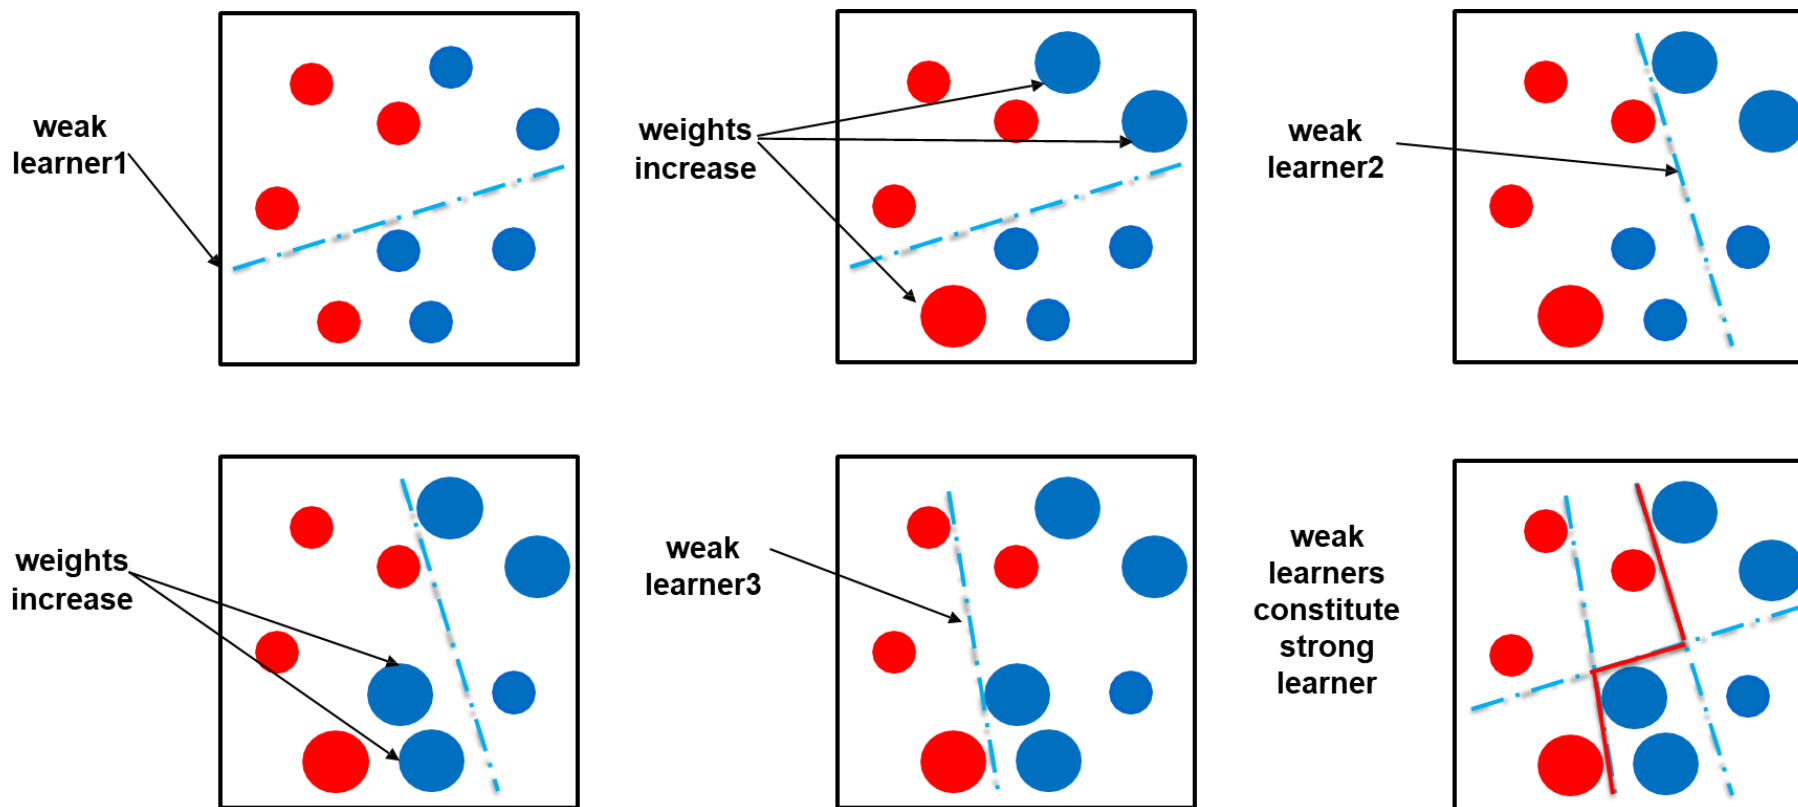 weak
learner1
weights
increase
weak
learner2
weights
increase
weak
learner3
weak
learners
constitute
strong
learner